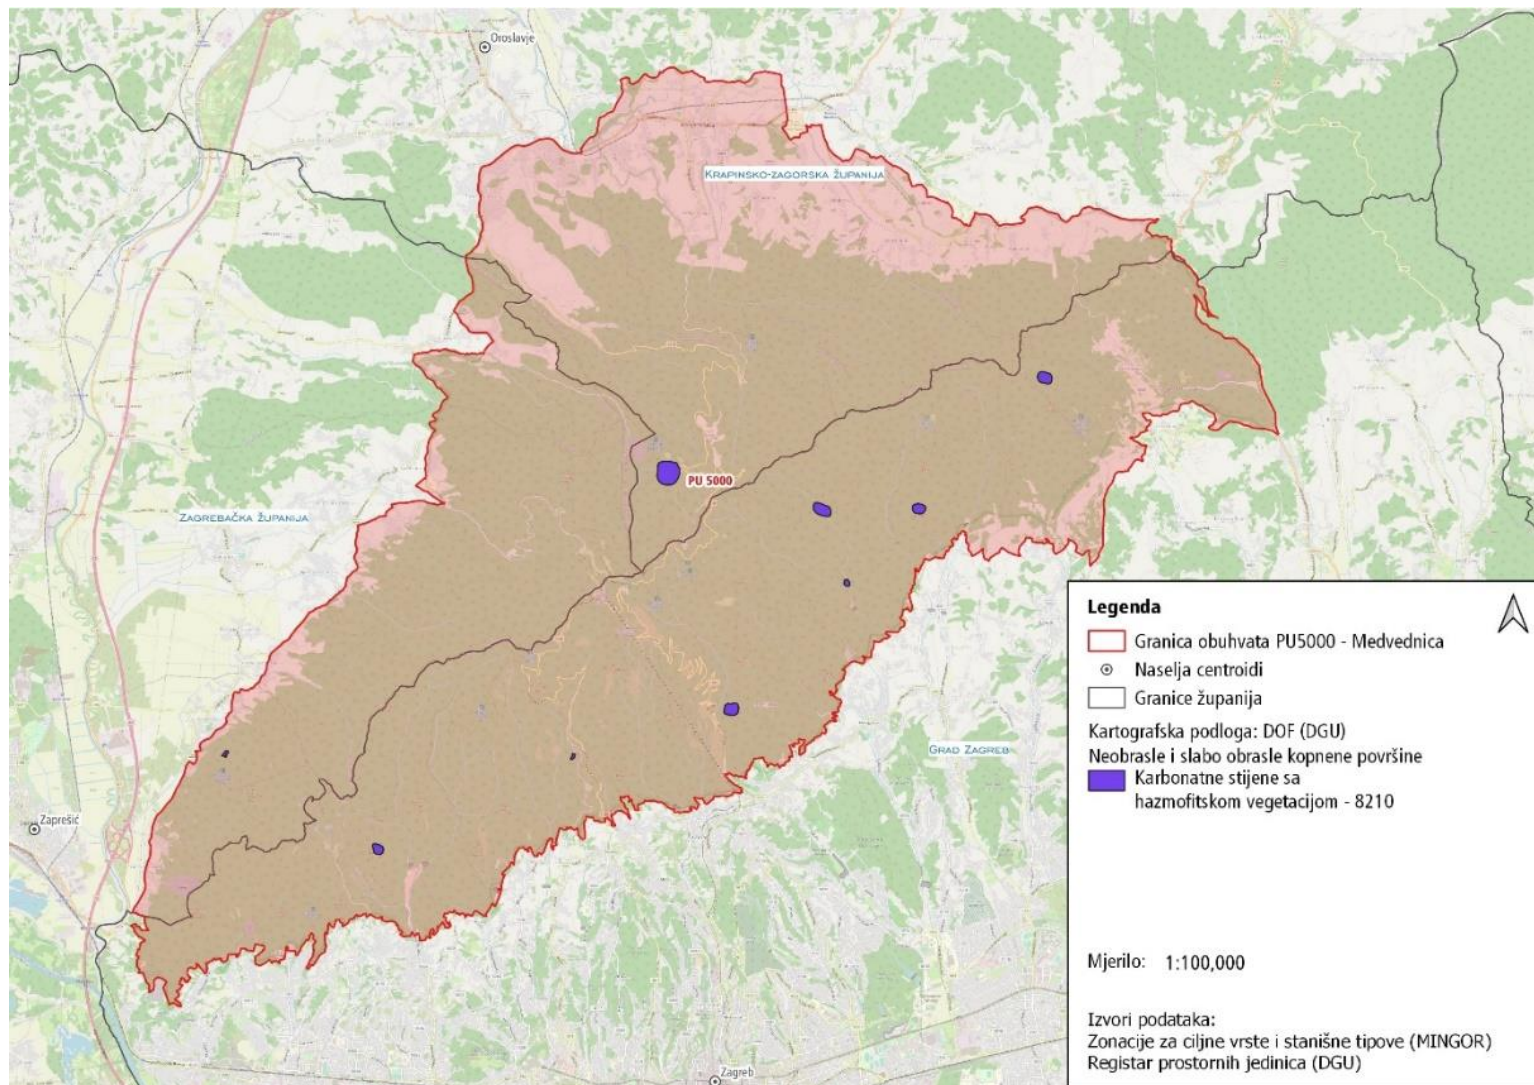 Oroslavje
KRAPINSKO-ZAGORSKA ŽUPANIJA
PU 5000
ZAGREBAČKA ŽUPANIJA
GRAD ZAGREB
Zaprešić
Zagreb
Legenda
Granica obuhvata PU5000 - Medvednica
Naselja centroidi
Granice županija
Kartografska podloga: DOF (DGU)
Neobrasle i slabo obrasle kopnene površine
Karbonatne stijene sa
hazmofitskom vegetacijom - 8210
Mjerilo: 1:100,000
Izvori podataka:
Zonacije za ciljne vrste i stanišne tipove (MINGOR)
Registar prostornih jedinica (DGU)